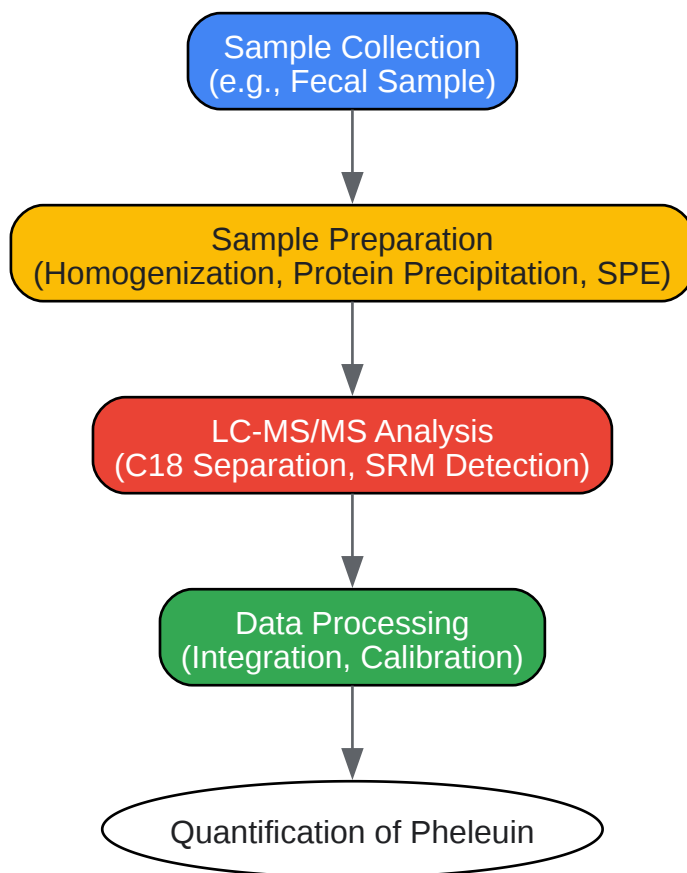 Sample Collection
(e.g., Fecal Sample)
Sample Preparation
(Homogenization, Protein Precipitation, SPE)
LC-MS/MS Analysis
(C18 Separation, SRM Detection)
Data Processing
(Integration, Calibration)
Quantification of Pheleuin